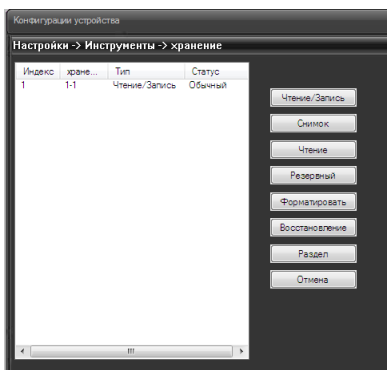 Конфигурации устройства
Настройки -> Инструменты -> хранение
Индекс хране... Тип Статус
1 1-1 Чтение/Запись Обычный
Чтение/Запись
Снимок
Чтение
Резервный
Форматировать
Восстановление
Раздел
Отмена